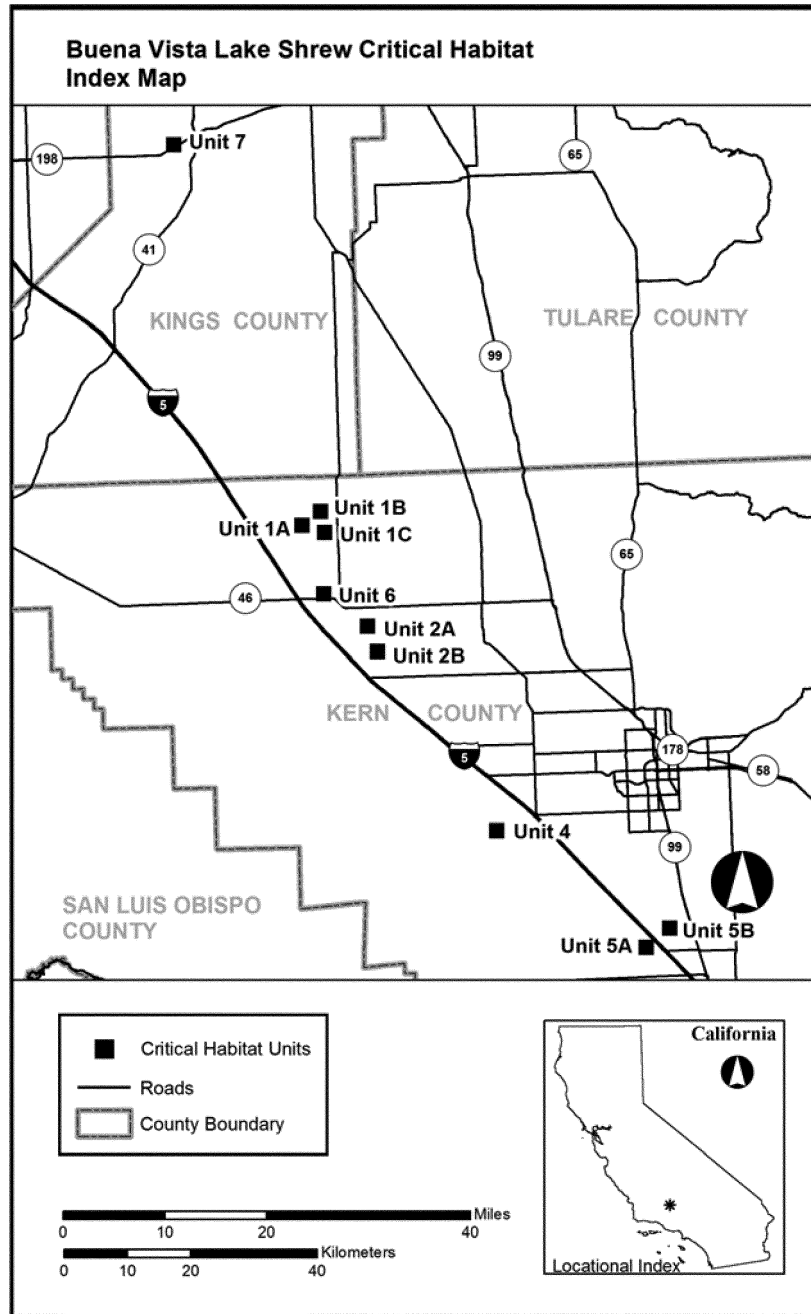 Buena Vista Lake Shrew Critical Habitat
Index Map
Unit 7
198
65
41
KINGS COUNTY
TULARE COUNTY
99
5
Unit 1B
Unit 1A
Unit 1C
65
Unit 6
46
Unit 2A
Unit 2B
KERN COUNTY
178
5
58
Unit 4
99
SAN LUIS OBISPO
COUNTY
Unit 5B
Unit 5A
Critical Habitat Units
Roads
County Boundary
California
Locational Index
Miles
0 10 20 40
Kilometers
0 10 20 40